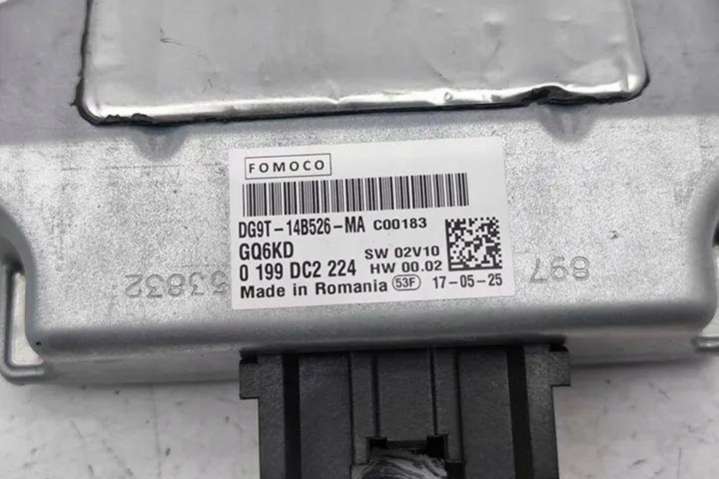 FOMOCO
DG9T-14B526-MA C00183
GQ6KD SW 02V10
0 199 DC2 224 HW 00.02
Made in Romania 53F 17-05-25
897
53832